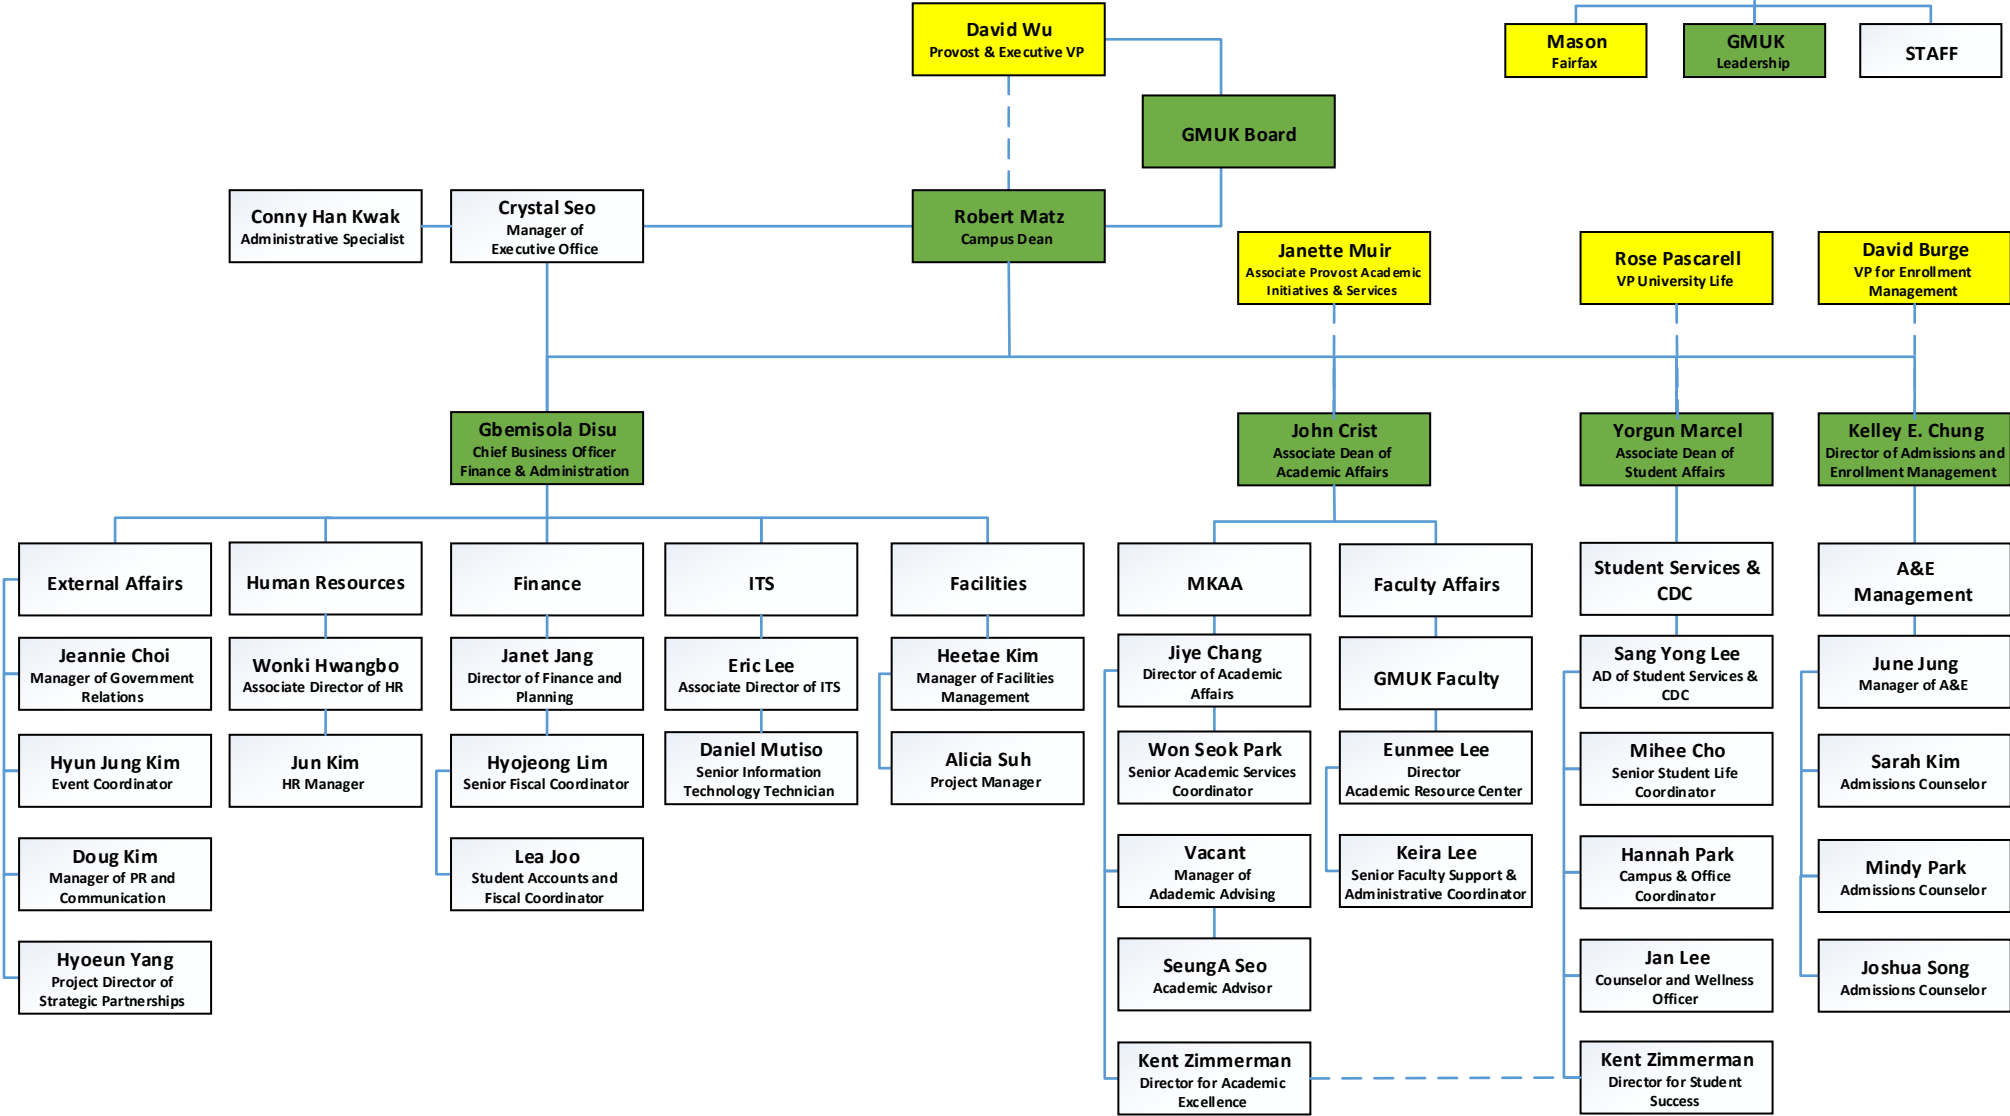 David Wu
Provost & Executive VP
Mason
Fairfax
GMUK
Leadership
STAFF
GMUK Board
Conny Han Kwak
Administrative Specialist
Crystal Seo
Manager of
Executive Office
Robert Matz
Campus Dean
Janette Muir
Associate Provost Academic
Initiatives & Services
Rose Pascarell
VP University Life
David Burge
VP for Enrollment
Management
Gbemisola Disu
Chief Business Officer
Finance & Administration
John Crist
Associate Dean of
Academic Affairs
Yorgun Marcel
Associate Dean of
Student Affairs
Kelley E. Chung
Director of Admissions and
Enrollment Management
External Affairs
Human Resources
Finance
ITS
Facilities
MKAA
Faculty Affairs
Student Services &
CDC
A&E
Management
Jeannie Choi
Manager of Government
Relations
Wonki Hwangbo
Associate Director of HR
Janet Jang
Director of Finance and
Planning
Eric Lee
Associate Director of ITS
Heetae Kim
Manager of Facilities
Management
Jiye Chang
Director of Academic
Affairs
GMUK Faculty
Sang Yong Lee
AD of Student Services &
CDC
June Jung
Manager of A&E
Hyun Jung Kim
Event Coordinator
Jun Kim
HR Manager
Hyojeong Lim
Senior Fiscal Coordinator
Daniel Mutiso
Senior Information
Technology Technician
Alicia Suh
Project Manager
Won Seok Park
Senior Academic Services
Coordinator
Eunmee Lee
Director
Academic Resource Center
Mihee Cho
Senior Student Life
Coordinator
Sarah Kim
Admissions Counselor
Doug Kim
Manager of PR and
Communication
Lea Joo
Student Accounts and
Fiscal Coordinator
Vacant
Manager of
Adademic Advising
Keira Lee
Senior Faculty Support &
Administrative Coordinator
Hannah Park
Campus & Office
Coordinator
Mindy Park
Admissions Counselor
Hyoeun Yang
Project Director of
Strategic Partnerships
SeungA Seo
Academic Advisor
Jan Lee
Counselor and Wellness
Officer
Joshua Song
Admissions Counselor
Kent Zimmerman
Director for Academic
Excellence
Kent Zimmerman
Director for Student
Success